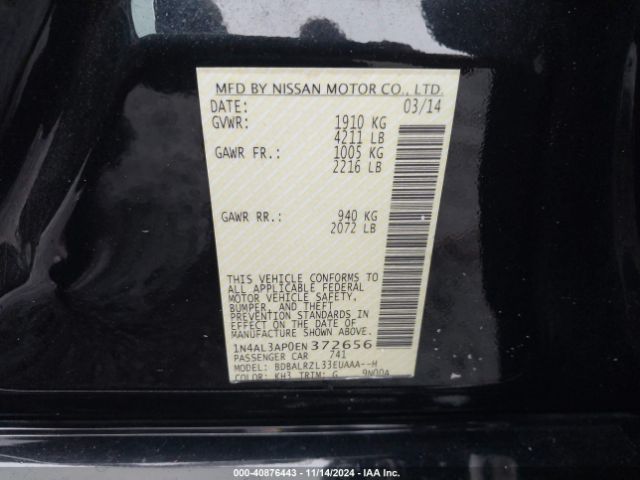 MFD BY NISSAN MOTOR CO., LTD.
DATE: 03/14
GVWR: 1910 KG
4211 LB
GAWR FR.: 1005 KG
2216 LB
GAWR RR.: 940 KG
2072 LB
THIS VEHICLE CONFORMS TO
ALL APPLICABLE FEDERAL
MOTOR VEHICLE SAFETY,
BUMPER, AND THEFT
PREVENTION STANDARDS IN
EFFECT ON THE DATE OF
MANUFACTURE SHOWN ABOVE.
1N4AL3AP0EN372656
PASSENGER CAR 741
MODEL: BDBALRZL33EUAAA--H
COLOR: KH3 TRIM: G 9N00A
000-40876443 - 11/14/2024 - IAA Inc.